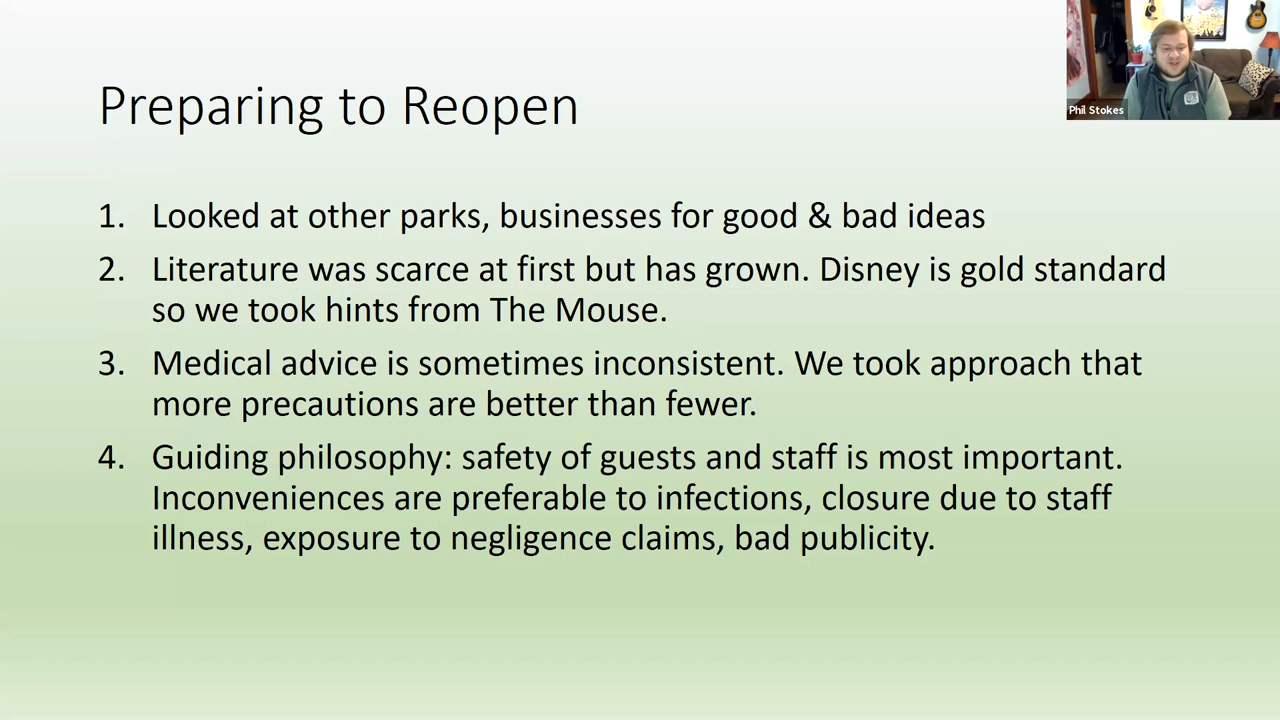 Preparing to Reopen
Phil Stokes
1. Looked at other parks, businesses for good & bad ideas
2. Literature was scarce at first but has grown. Disney is gold standard
so we took hints from The Mouse.
3. Medical advice is sometimes inconsistent. We took approach that
more precautions are better than fewer.
4. Guiding philosophy: safety of guests and staff is most important.
Inconveniences are preferable to infections, closure due to staff
illness, exposure to negligence claims, bad publicity.